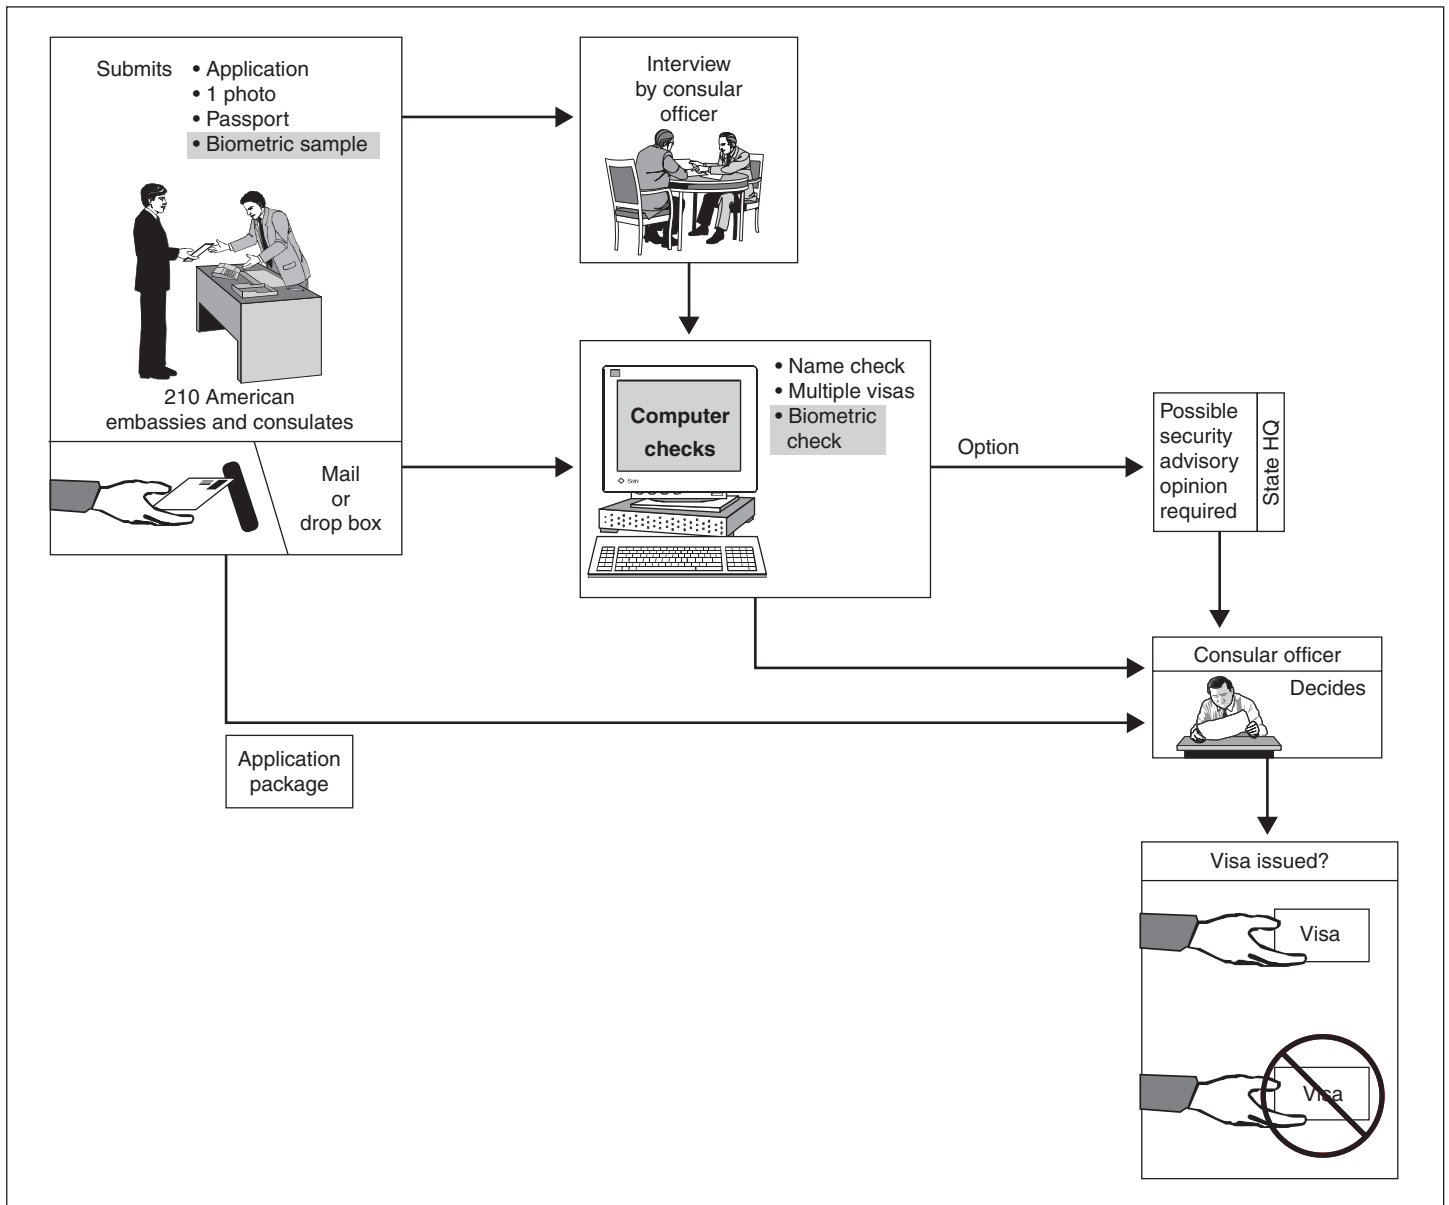 Submits • Application
• 1 photo
• Passport
• Biometric sample
210 American
embassies and consulates
Mail
or
drop box
Interview
by consular
officer
Computer
checks
Sun
• Name check
• Multiple visas
• Biometric
check
Option
Possible
security
advisory
opinion
required
State HQ
Consular officer
Decides
Application
package
Visa issued?
Visa
Visa